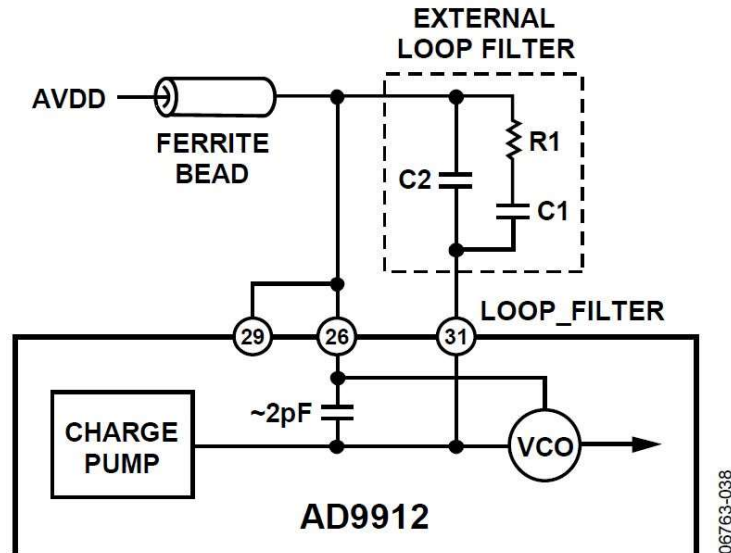 EXTERNAL
LOOP FILTER
AVDD
FERRITE
BEAD
R1
C2
C1
LOOP_FILTER
29
26
31
~2pF
CHARGE
PUMP
VCO
AD9912
06763-038